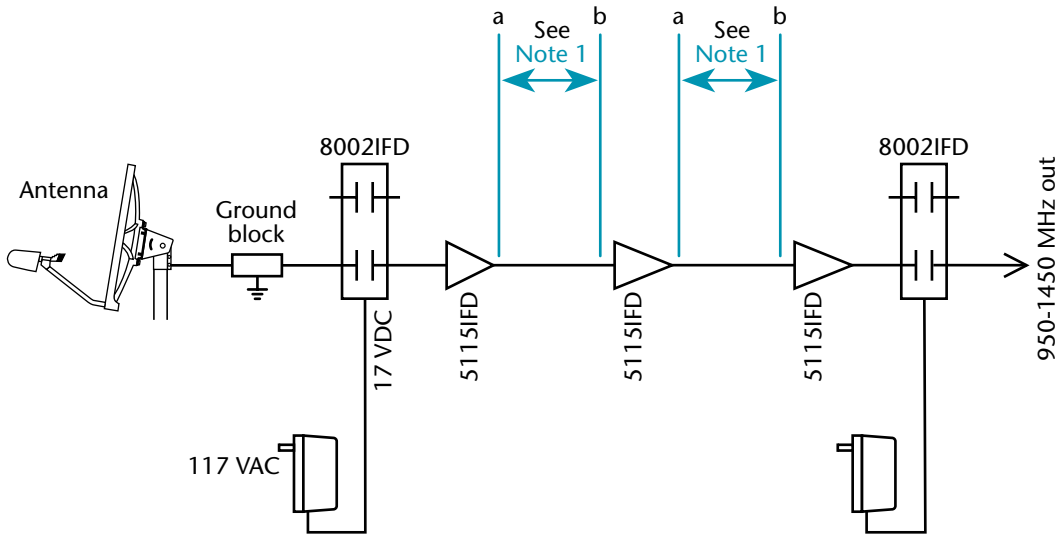 a
b
See
Note 1
a
b
See
Note 1
8002IFD
8002IFD
Antenna
Ground
block
950-1450 MHz out
17 VDC
5115IFD
5115IFD
5115IFD
117 VAC